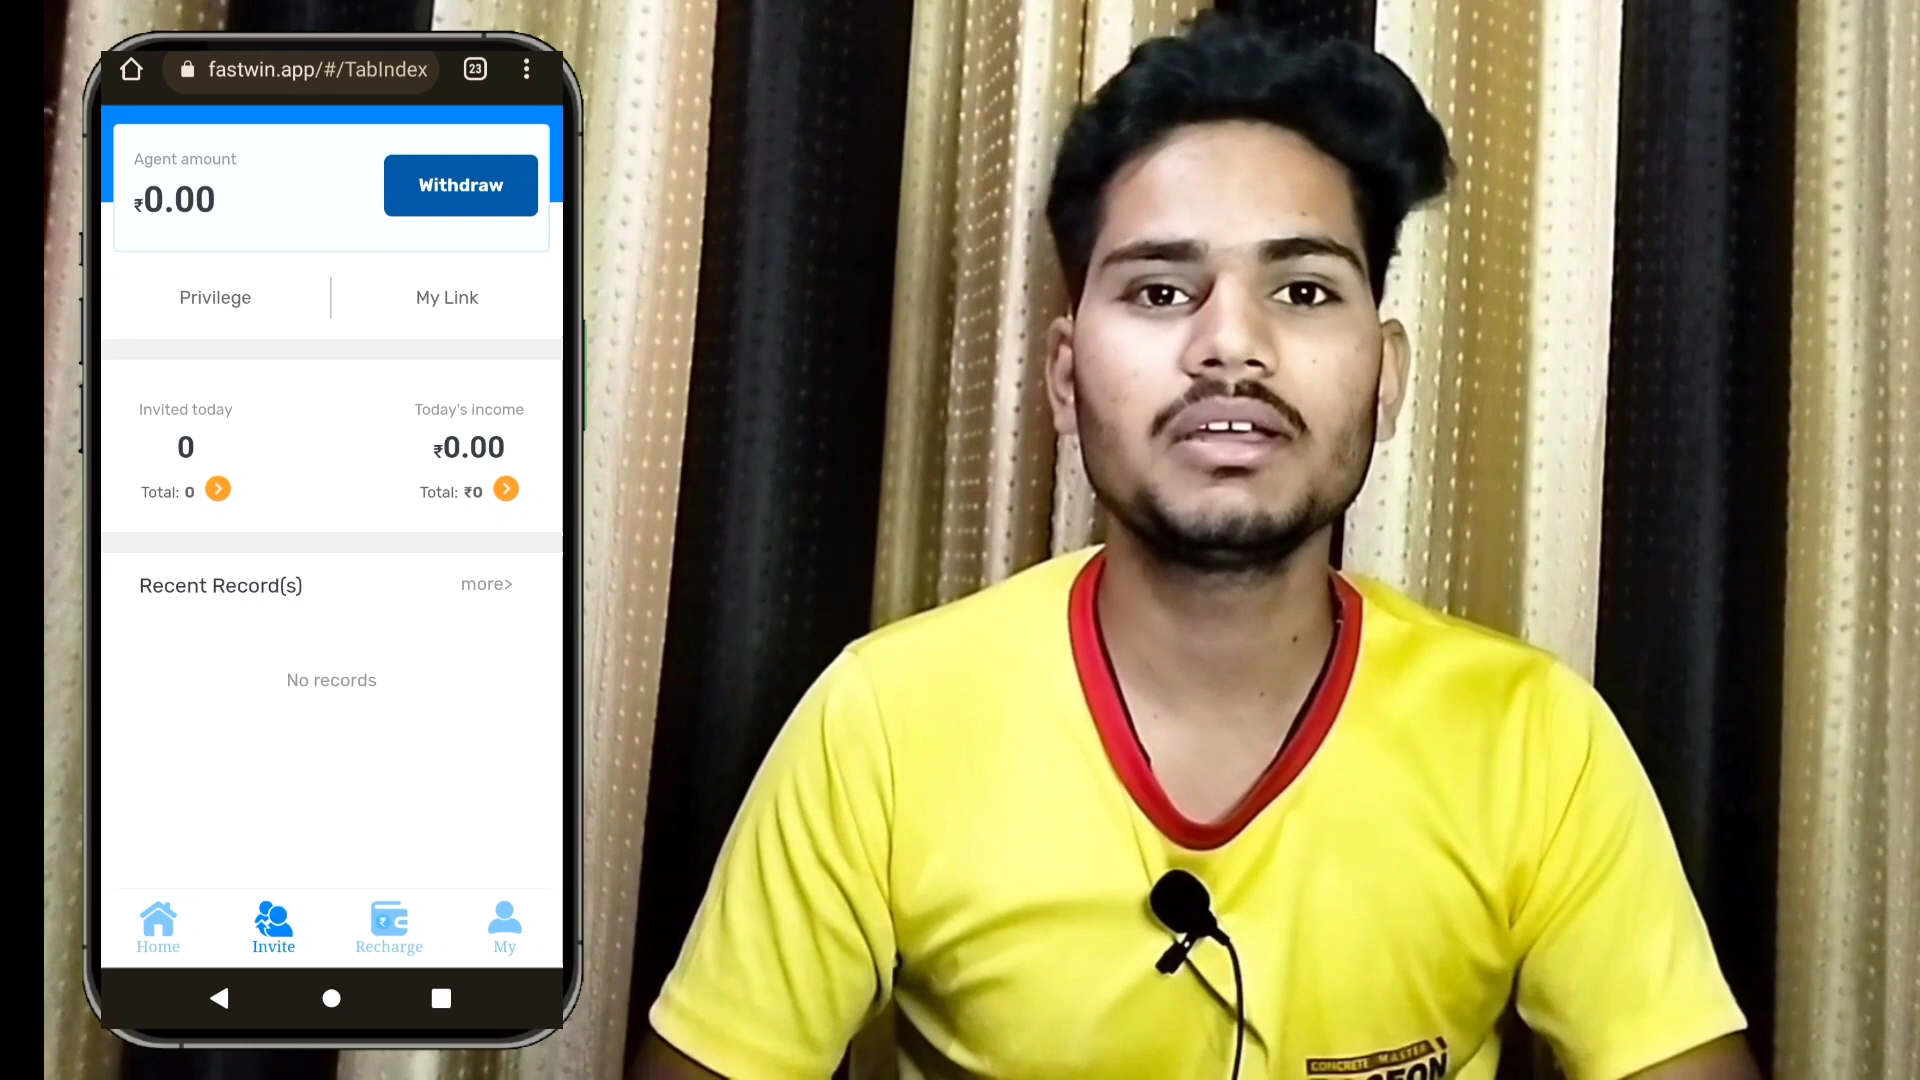 fastwin.app/#/TabIndex
23
Agent amount
₹0.00
Withdraw
Privilege
My Link
Invited today
Today's income
0
₹0.00
Total: 0
Total: ₹0
Recent Record(s)
more>
No records
Home
Invite
Recharge
My
CONCRETE MASTER